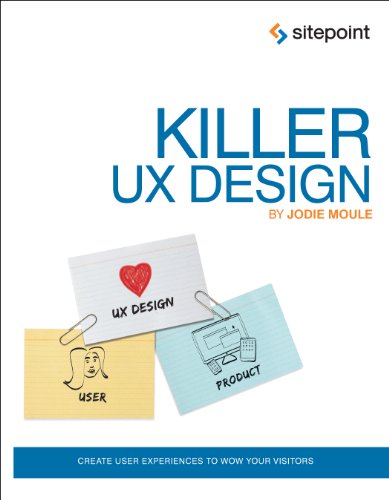 sitepoint
KILLER
UX DESIGN
BY JODIE MOULE
UX DESIGN
USER
PRODUCT
CREATE USER EXPERIENCES TO WOW YOUR VISITORS